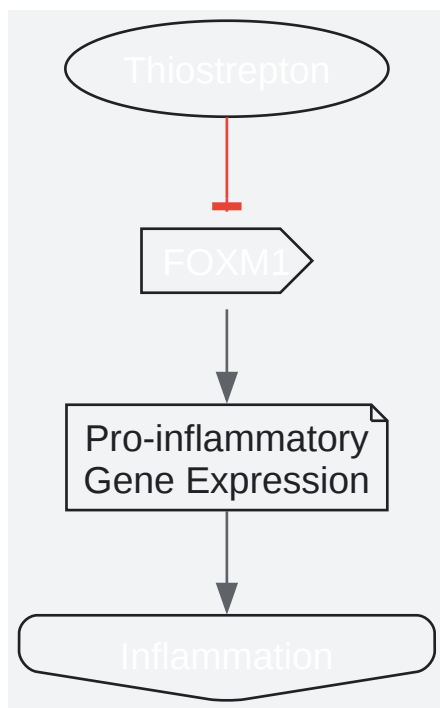 Thiostrepton
FOXM1
Pro-inflammatory
Gene Expression
Inflammation